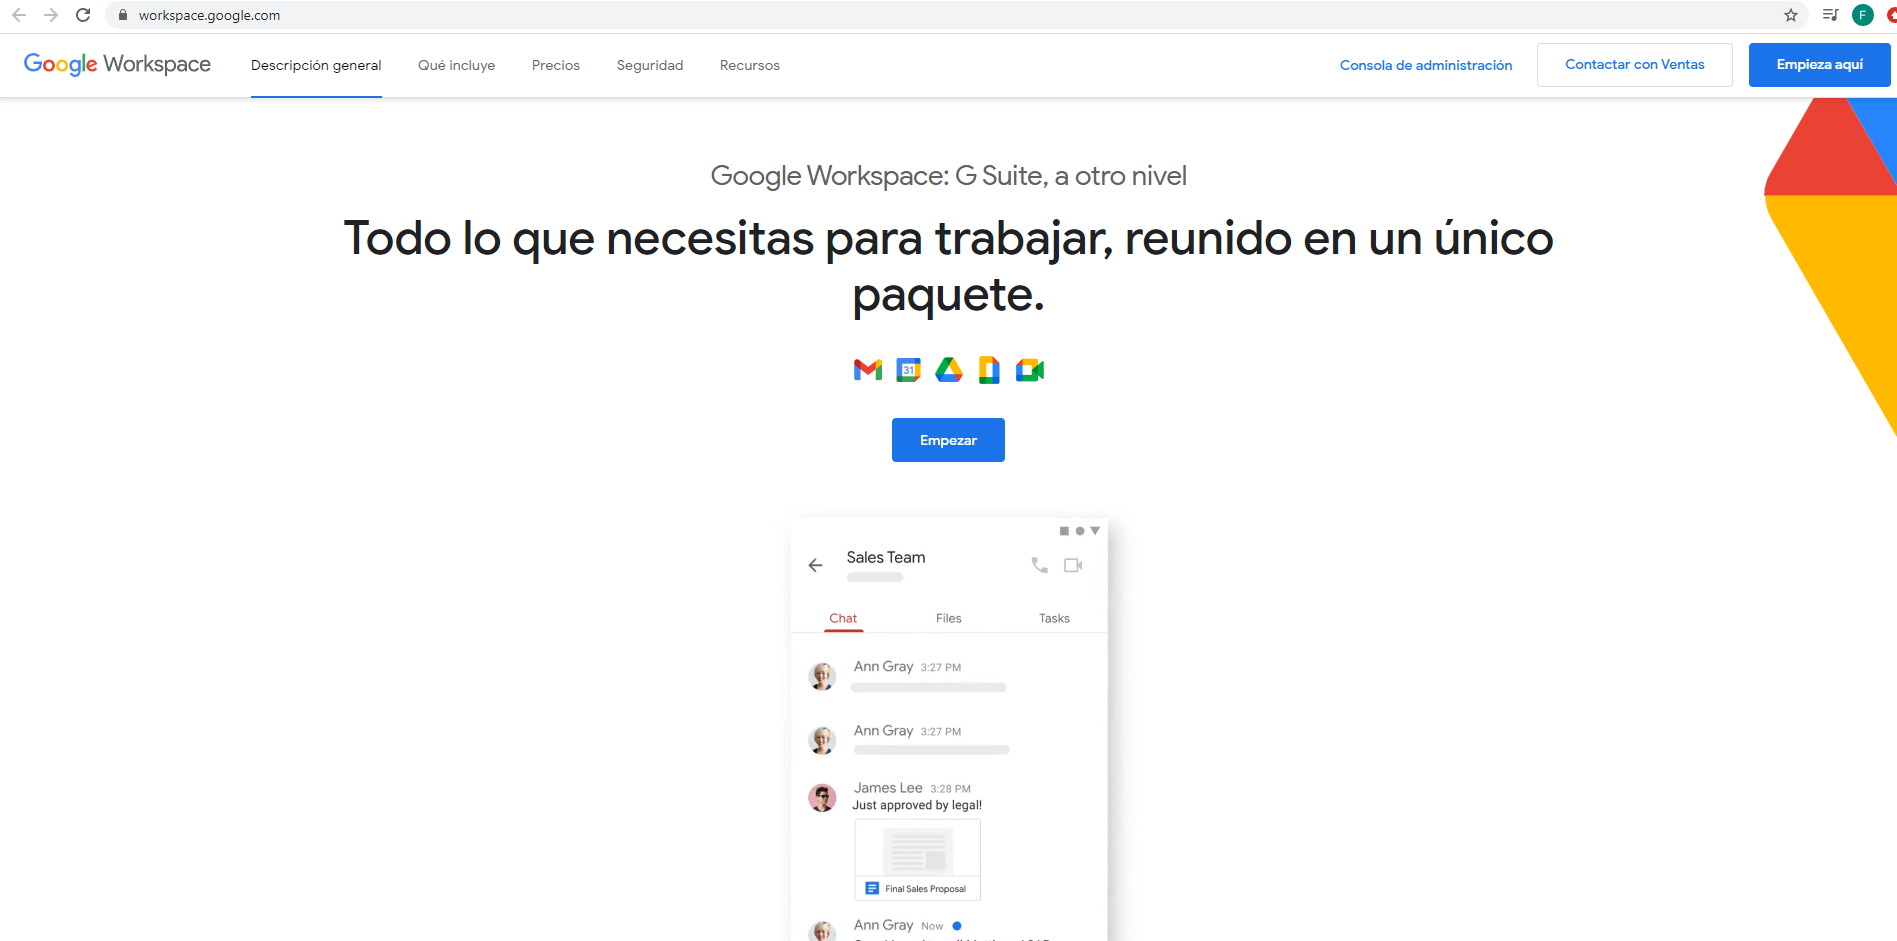 workspace.google.com
F
Google Workspace
Descripción general
Qué incluye
Precios
Seguridad
Recursos
Consola de administración
Contactar con Ventas
Empieza aquí
Google Workspace: G Suite, a otro nivel
Todo lo que necesitas para trabajar, reunido en un único
paquete.
31
Empezar
Sales Team
Chat
Files
Tasks
Ann Gray 3:27 PM
Ann Gray 3:27 PM
James Lee 3:28 PM
Just approved by legal!
Final Sales Proposal
Ann Gray Now